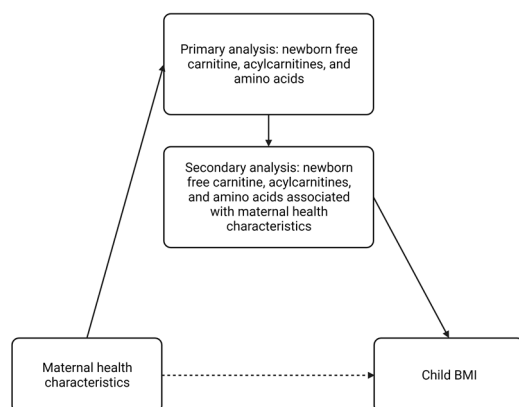 Primary analysis: newborn free
carnitine, acylcarnitines, and
amino acids
Secondary analysis: newborn
free carnitine, acylcarnitines,
and amino acids associated
with maternal health
characteristics
Maternal health
characteristics
Child BMI